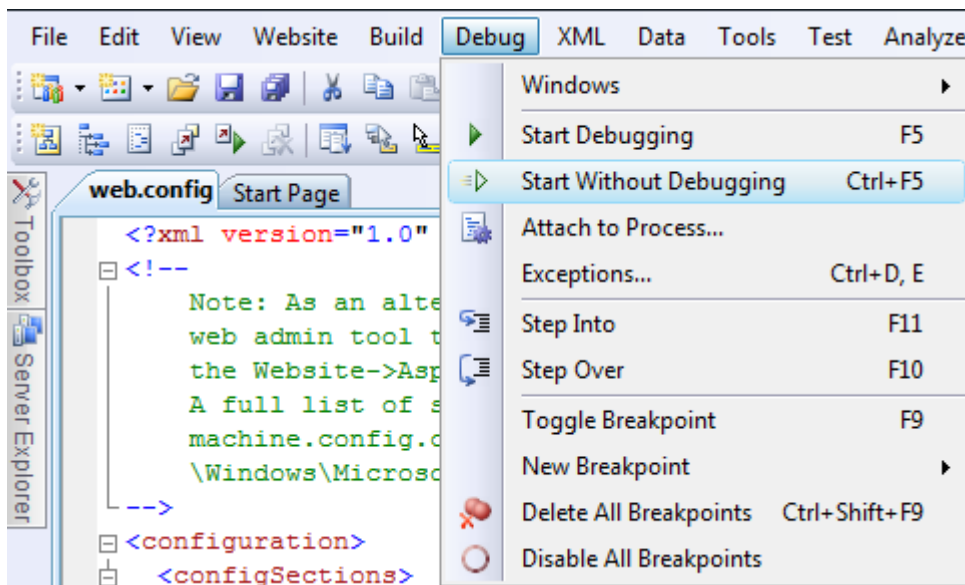 File Edit View Website Build Debug XML Data Tools Test Analyze
Windows
Start Debugging F5
Start Without Debugging Ctrl+F5
Attach to Process...
Exceptions... Ctrl+D, E
Step Into F11
Step Over F10
Toggle Breakpoint F9
New Breakpoint
Delete All Breakpoints Ctrl+Shift+F9
Disable All Breakpoints
Toolbox
Server Explorer
web.config Start Page
<?xml version="1.0"
<!--
Note: As an alte
web admin tool t
the Website->Asp
A full list of s
machine.config.c
\Windows\Microso
-->
<configuration>
<configSections>